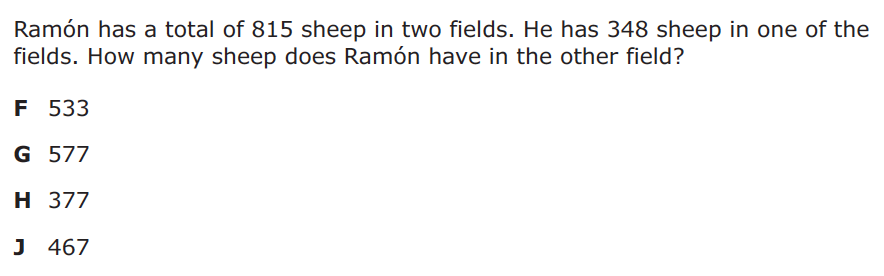 Ramón has a total of 815 sheep in two fields. He has 348 sheep in one of the
fields. How many sheep does Ramón have in the other field?
F 533
G 577
H 377
J 467